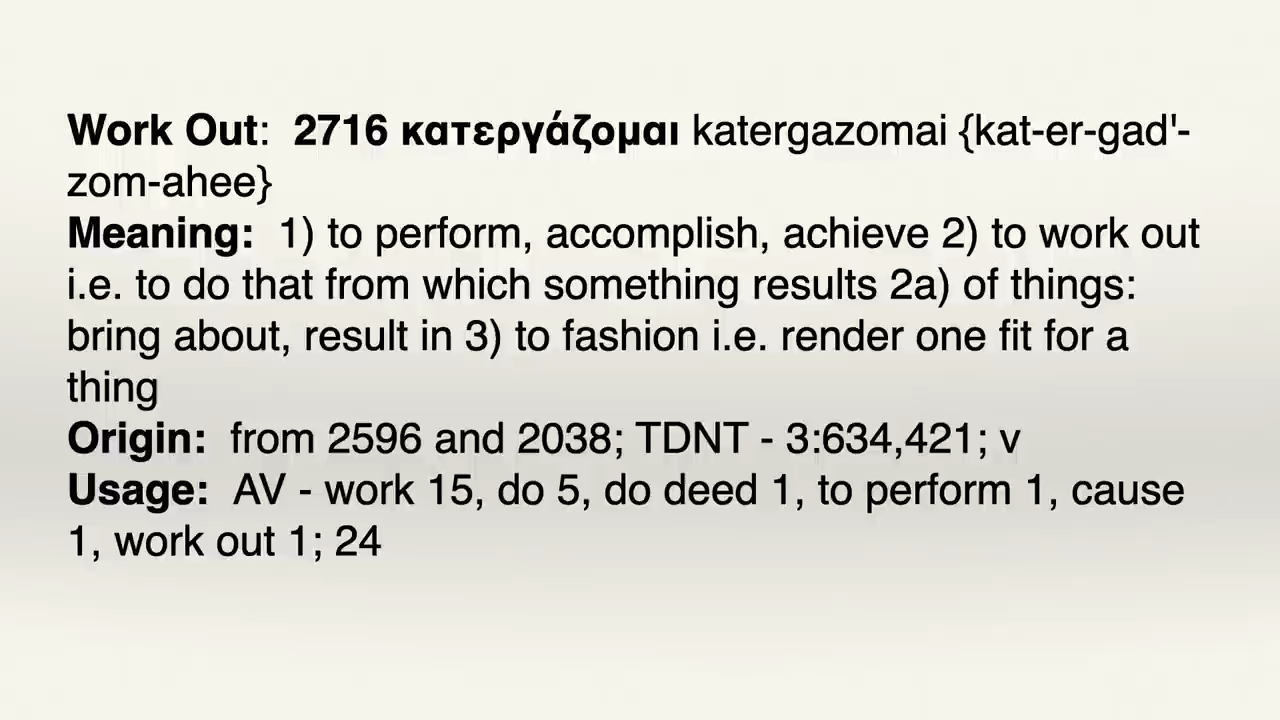 Work Out:  2716 κατεργάζομαι katergazomai {kat-er-gad'-
zom-ahee}
Meaning:  1) to perform, accomplish, achieve 2) to work out
i.e. to do that from which something results 2a) of things:
bring about, result in 3) to fashion i.e. render one fit for a
thing
Origin:  from 2596 and 2038; TDNT - 3:634,421; v
Usage:  AV - work 15, do 5, do deed 1, to perform 1, cause
1, work out 1; 24